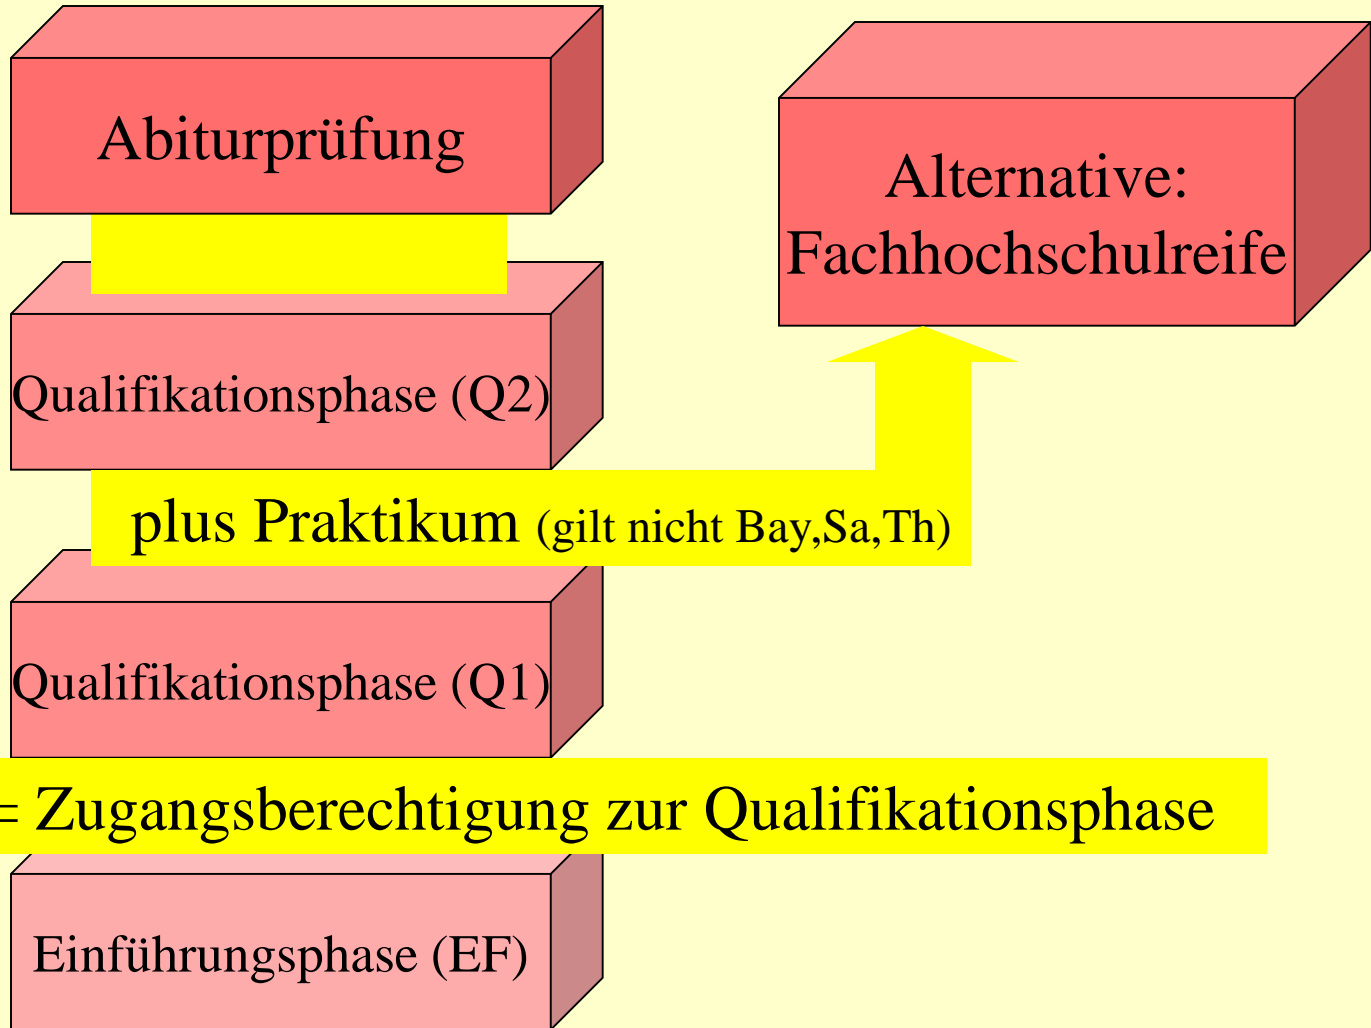 Abiturprüfung
Alternative:
Fachhochschulreife
Qualifikationsphase (Q2)
plus Praktikum (gilt nicht Bay,Sa,Th)
Qualifikationsphase (Q1)
= Zugangsberechtigung zur Qualifikationsphase
Einführungsphase (EF)